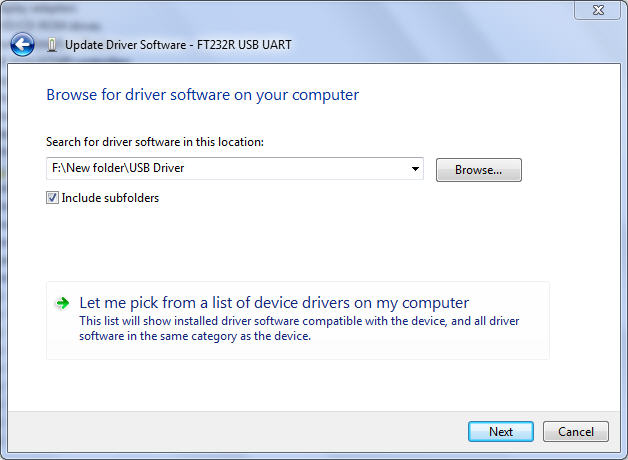 Update Driver Software - FT232R USB UART
Browse for driver software on your computer
Search for driver software in this location:
F:\New folder\USB Driver
Browse...
Include subfolders
Let me pick from a list of device drivers on my computer
This list will show installed driver software compatible with the device, and all driver
software in the same category as the device.
Next
Cancel